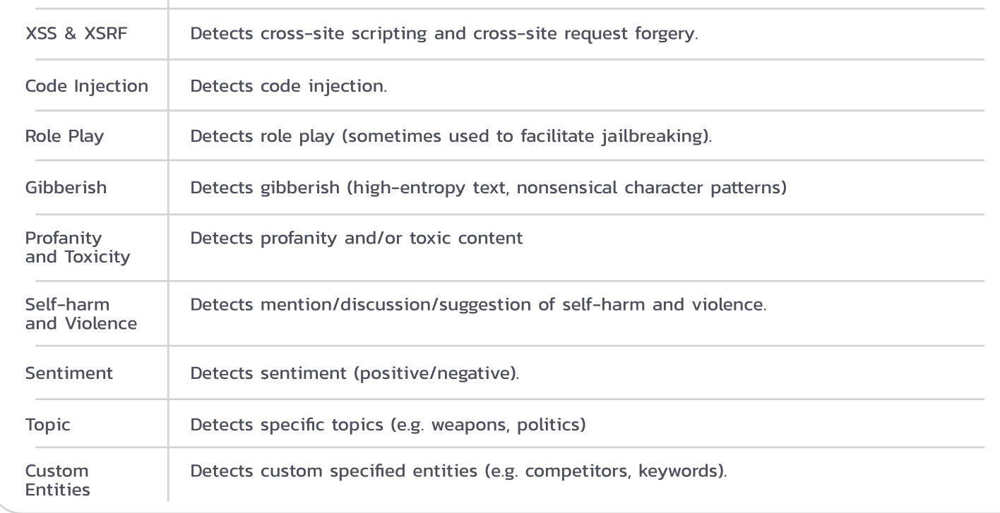 XSS & XSRF
Detects cross-site scripting and cross-site request forgery.
Code Injection
Detects code injection.
Role Play
Detects role play (sometimes used to facilitate jailbreaking).
Gibberish
Detects gibberish (high-entropy text, nonsensical character patterns)
Profanity
and Toxicity
Detects profanity and/or toxic content
Self-harm
and Violence
Detects mention/discussion/suggestion of self-harm and violence.
Sentiment
Detects sentiment (positive/negative).
Topic
Detects specific topics (e.g. weapons, politics)
Custom
Entities
Detects custom specified entities (e.g. competitors, keywords).